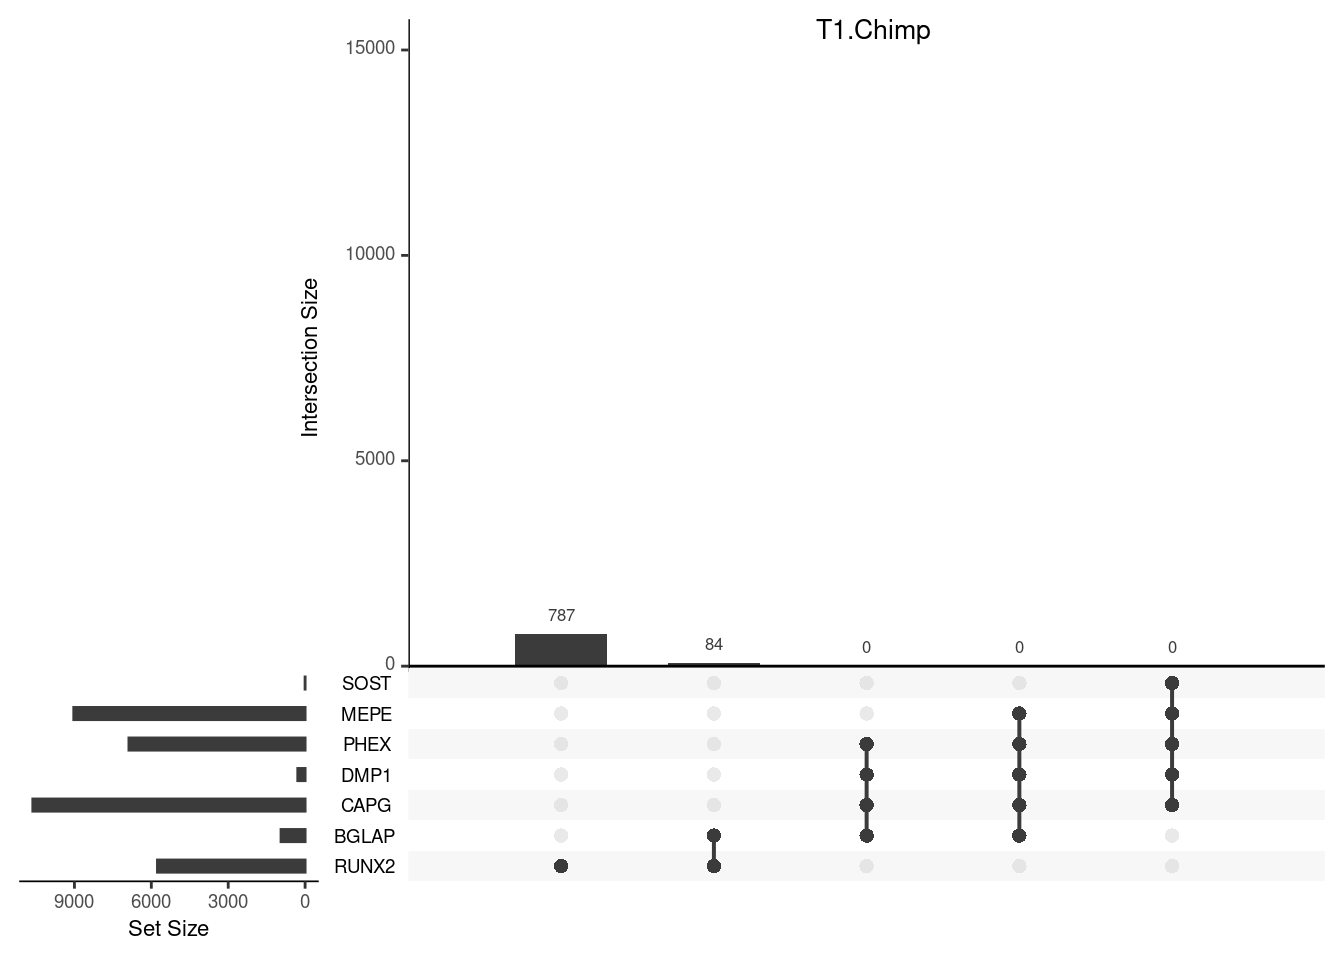 T1.Chimp
15000
10000
5000
0
Intersection Size
787
84
0
0
0
SOST
MEPE
PHEX
DMP1
CAPG
BGLAP
RUNX2
9000 6000 3000 0
Set Size